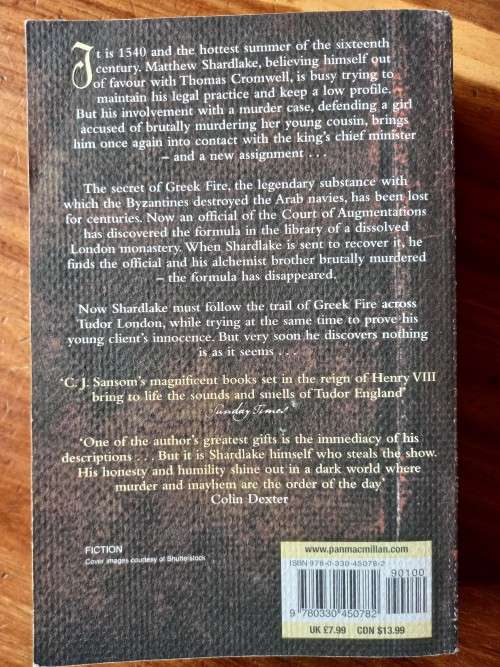 It is 1540 and the hottest summer of the sixteenth
century. Matthew Shardlake, believing himself out
of favour with Thomas Cromwell, is busy trying to
maintain his legal practice and keep a low profile.
But his involvement with a murder case, defending a girl
accused of brutally murdering her young cousin, brings
him once again into contact with the king's chief minister
– and a new assignment . . .
The secret of Greek Fire, the legendary substance with
which the Byzantines destroyed the Arab navies, has been lost
for centuries. Now an official of the Court of Augmentations
has discovered the formula in the library of a dissolved
London monastery. When Shardlake is sent to recover it, he
finds the official and his alchemist brother brutally murdered
– the formula has disappeared.
Now Shardlake must follow the trail of Greek Fire across
Tudor London, while trying at the same time to prove his
young client's innocence. But very soon he discovers nothing
is as it seems . . .
'C. J. Sansom's magnificent books set in the reign of Henry VIII
bring to life the sounds and smells of Tudor England'
Sunday Times
'One of the author's greatest gifts is the immediacy of his
descriptions . . . But it is Shardlake himself who steals the show.
His honesty and humility shine out in a dark world where
murder and mayhem are the order of the day'
Colin Dexter
FICTION
Cover images courtesy of Shutterstock
www.panmacmillan.com
ISBN 978-0-330-45078-2
90100
9 780330 450782
UK £7.99 CDN $13.99